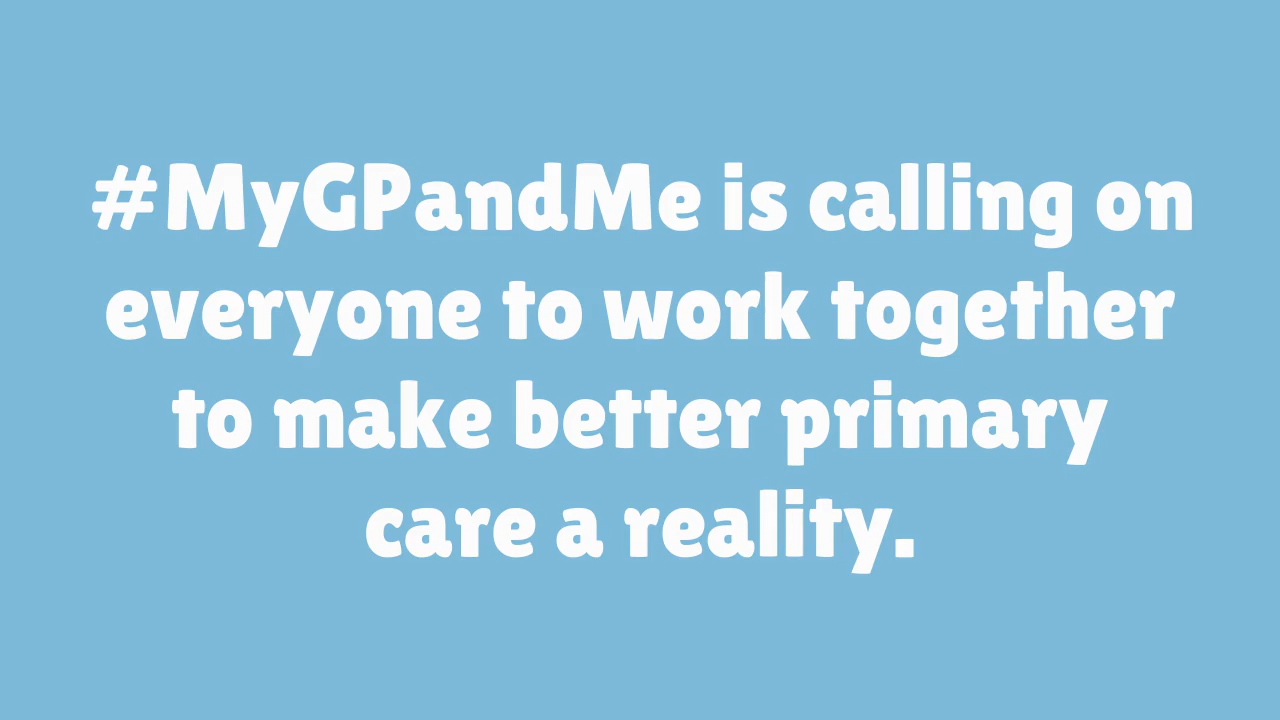 #MyGPandMe is calling on
everyone to work together
to make better primary
care a reality.